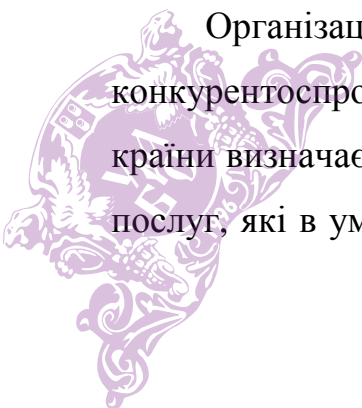 Організац
конкурентоспро
країни визначає
послуг, які в ум